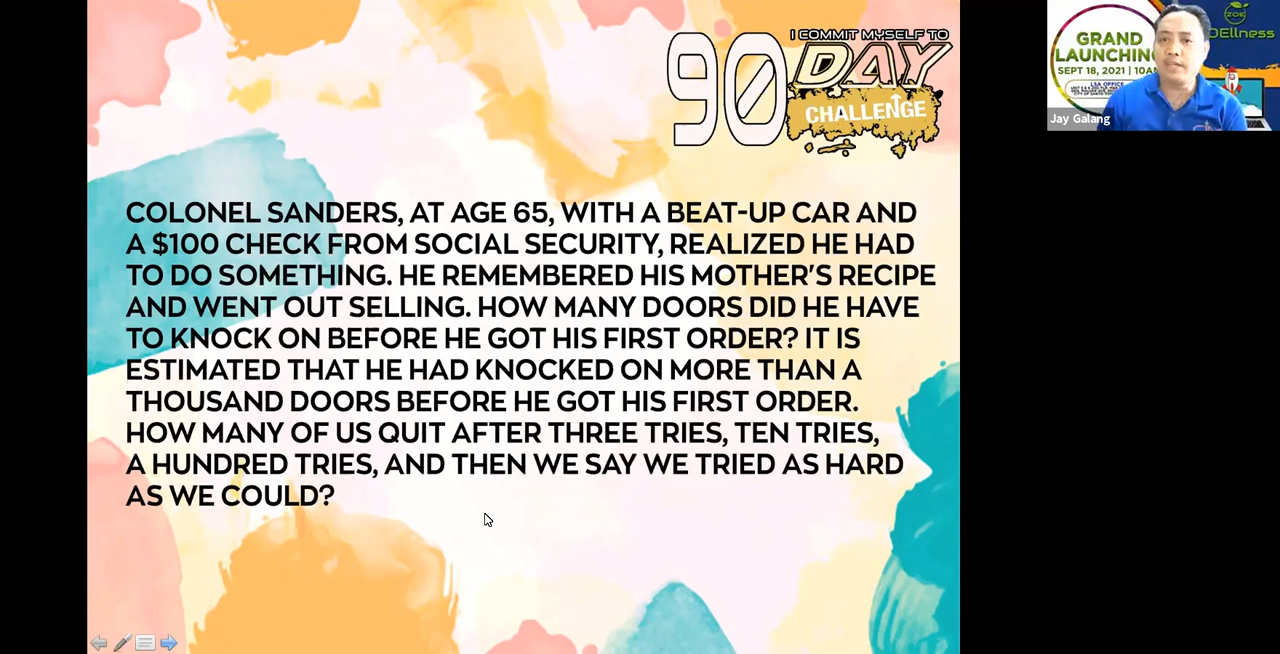 I COMMIT MYSELF TO
90 DAY
CHALLENGE
COLONEL SANDERS, AT AGE 65, WITH A BEAT-UP CAR AND
A $100 CHECK FROM SOCIAL SECURITY, REALIZED HE HAD
TO DO SOMETHING. HE REMEMBERED HIS MOTHER'S RECIPE
AND WENT OUT SELLING. HOW MANY DOORS DID HE HAVE
TO KNOCK ON BEFORE HE GOT HIS FIRST ORDER? IT IS
ESTIMATED THAT HE HAD KNOCKED ON MORE THAN A
THOUSAND DOORS BEFORE HE GOT HIS FIRST ORDER.
HOW MANY OF US QUIT AFTER THREE TRIES, TEN TRIES,
A HUNDRED TRIES, AND THEN WE SAY WE TRIED AS HARD
AS WE COULD?
GRAND
LAUNCHING
SEPT 18, 2021 | 10A
LSA OFFICE
ZOE
OEllness
Jay Galang